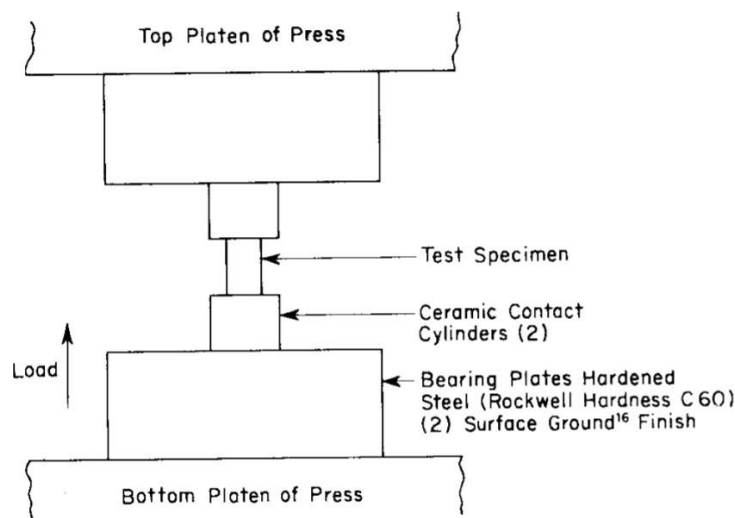 Top Platen of Press
Test Specimen
Ceramic Contact
Cylinders (2)
Load
Bearing Plates Hardened
Steel (Rockwell Hardness C 60)
(2) Surface Ground¹⁶ Finish
Bottom Platen of Press